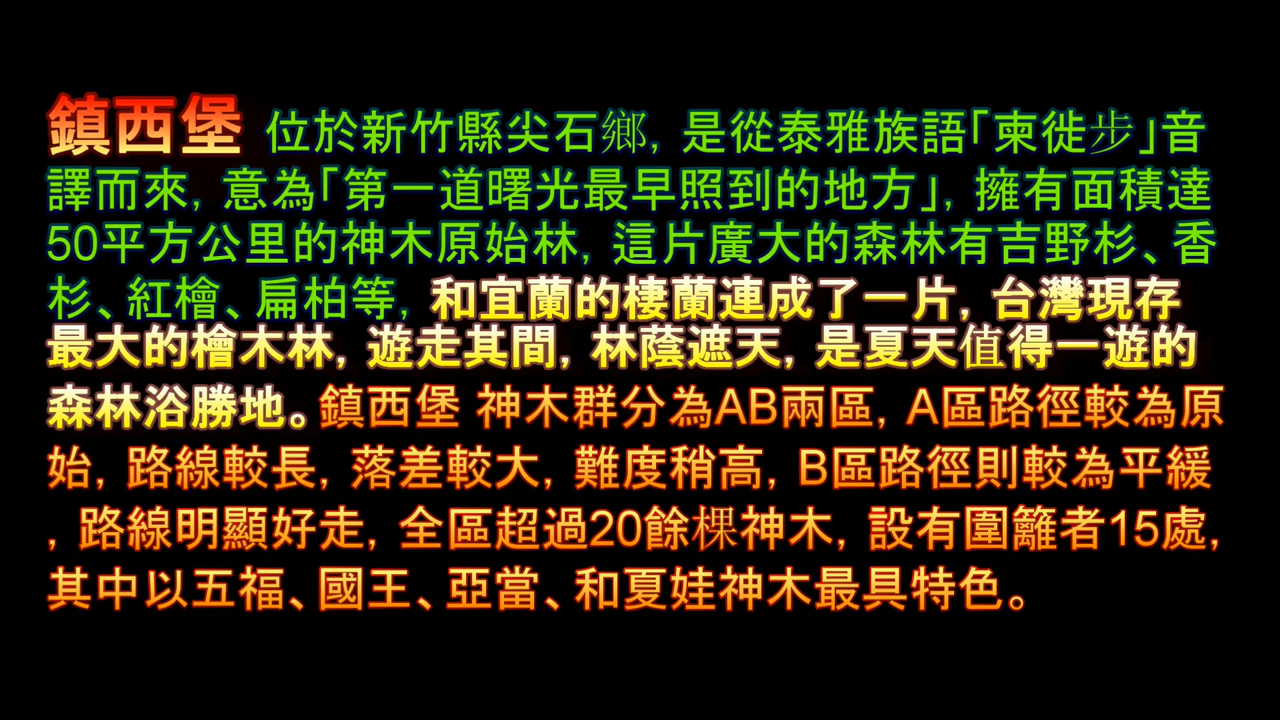 鎮西堡 位於新竹縣尖石鄉, 是從泰雅族語「柬徙步」音
譯而來, 意為「第一道曙光最早照到的地方」, 擁有面積達
50平方公里的神木原始林, 這片廣大的森林有吉野杉、香
杉、紅檜、扁柏等, 和宜蘭的棲蘭連成了一片, 台灣現存
最大的檜木林, 遊走其間, 林蔭遮天, 是夏天值得一遊的
森林浴勝地。鎮西堡 神木群分為AB兩區, A區路徑較為原
始, 路線較長, 落差較大, 難度稍高, B區路徑則較為平緩
, 路線明顯好走, 全區超過20餘棵神木, 設有圍籬者15處,
其中以五福、國王、亞當、和夏娃神木最具特色。